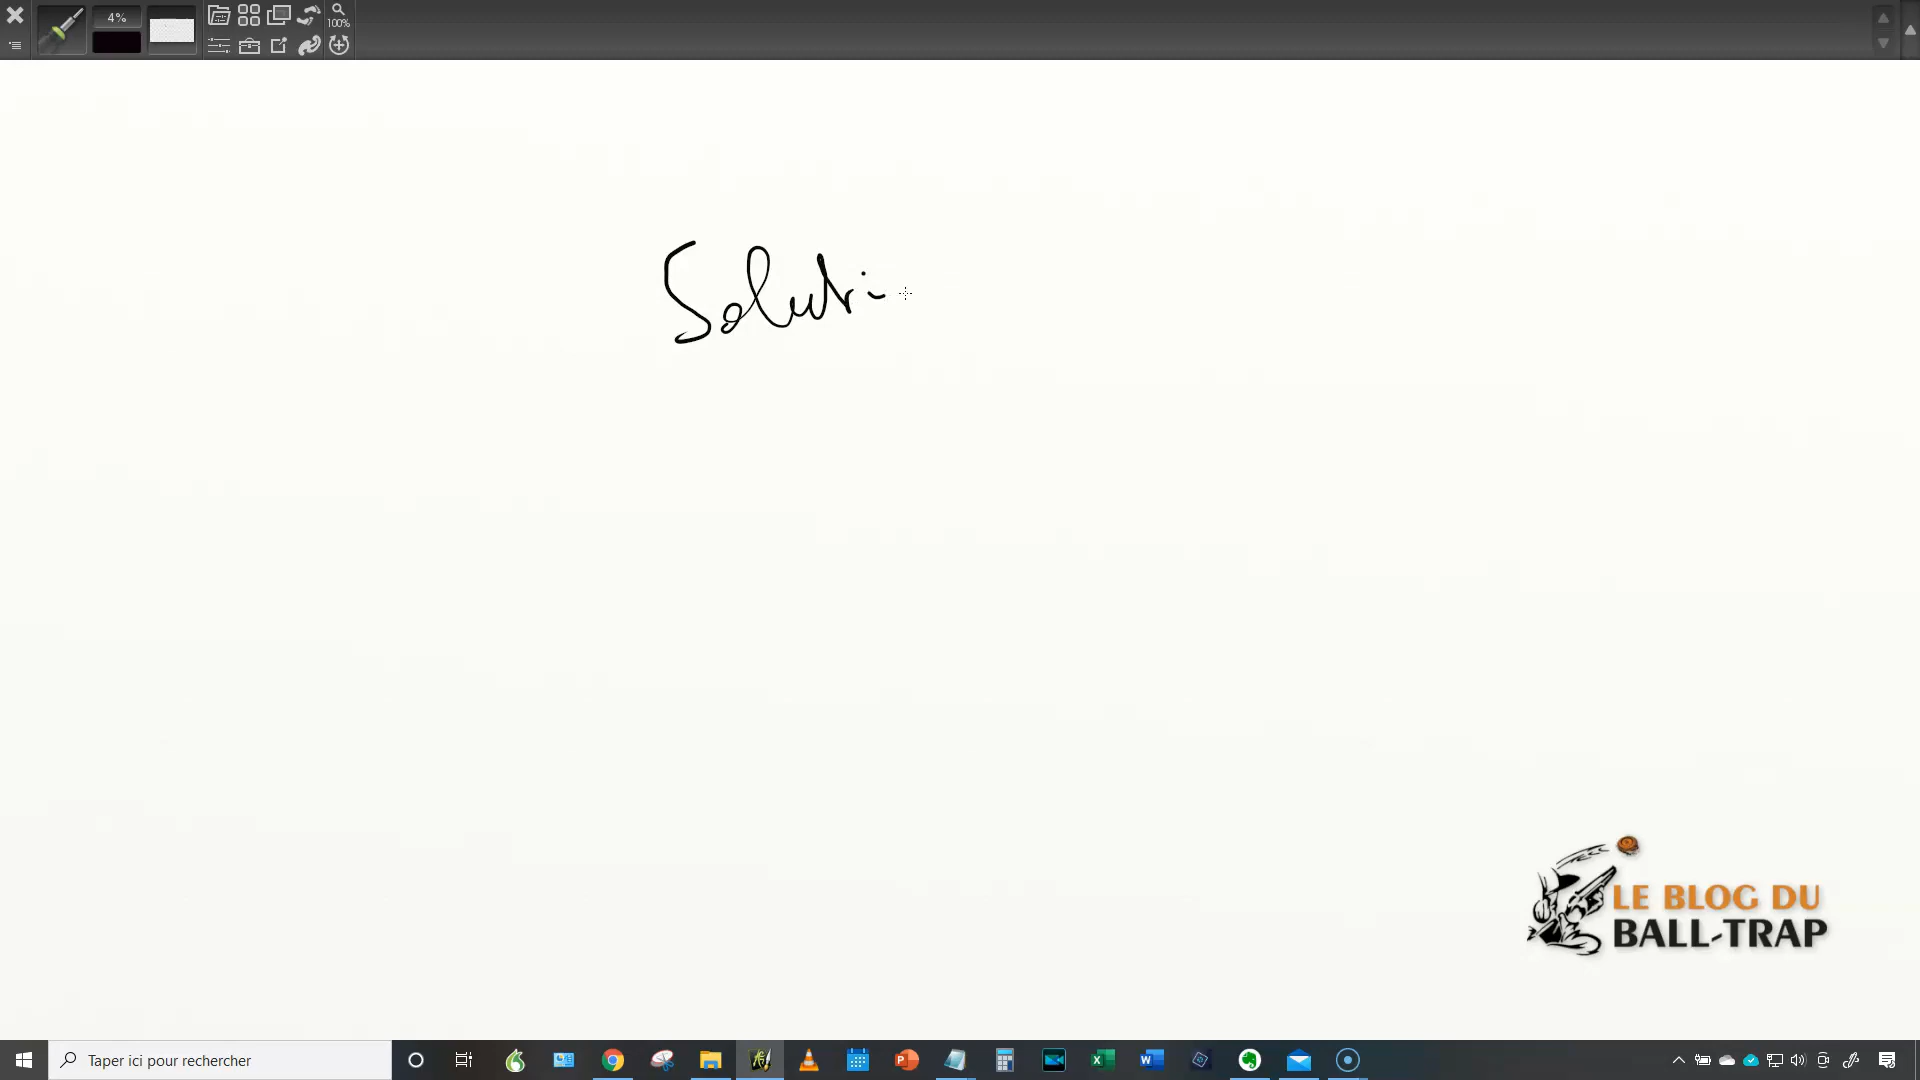 4%
100%
Soluti
LE BLOG DU
BALL-TRAP
Taper ici pour rechercher